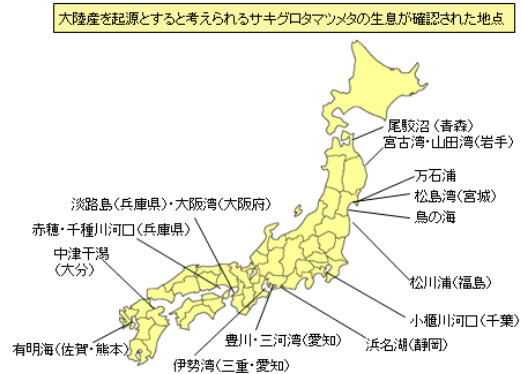 大陸産を起源とすると考えられるサキグロタマツメタの生息が確認された地点
尾駮沼(青森)
宮古湾・山田湾(岩手)
万石浦
松島湾(宮城)
鳥の海
淡路島(兵庫県)・大阪湾(大阪府)
赤穂・千種川河口(兵庫県)
中津干潟
(大分)
松川浦(福島)
小櫃川河口(千葉)
豊川・三河湾(愛知)
浜名湖(静岡)
有明海(佐賀・熊本)
伊勢湾(三重・愛知)